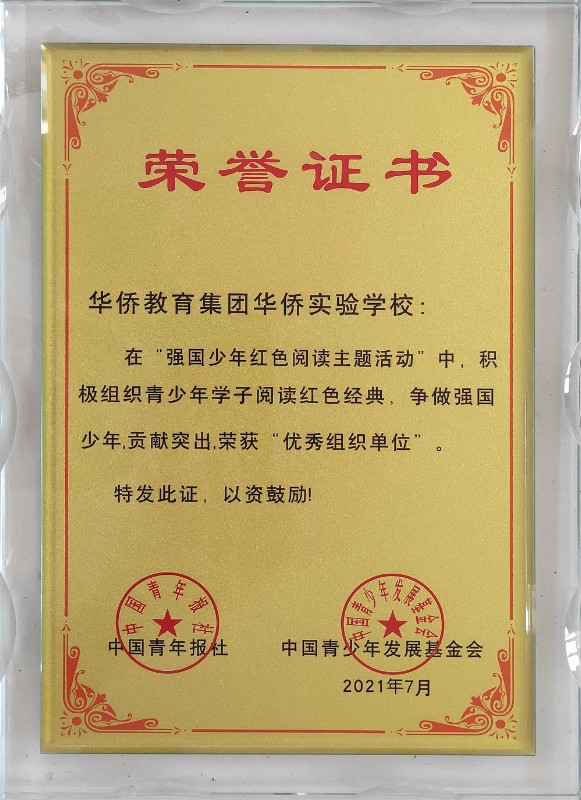 荣誉证书
华侨教育集团华侨实验学校：
在“强国少年红色阅读主题活动”中，积
极组织青少年学子阅读红色经典，争做强国
少年,贡献突出,荣获“优秀组织单位”。
特发此证，以资鼓励!
中国青年报社
中国青少年发展基金会
中国青年报社
中国青少年发展基金会
2021年7月